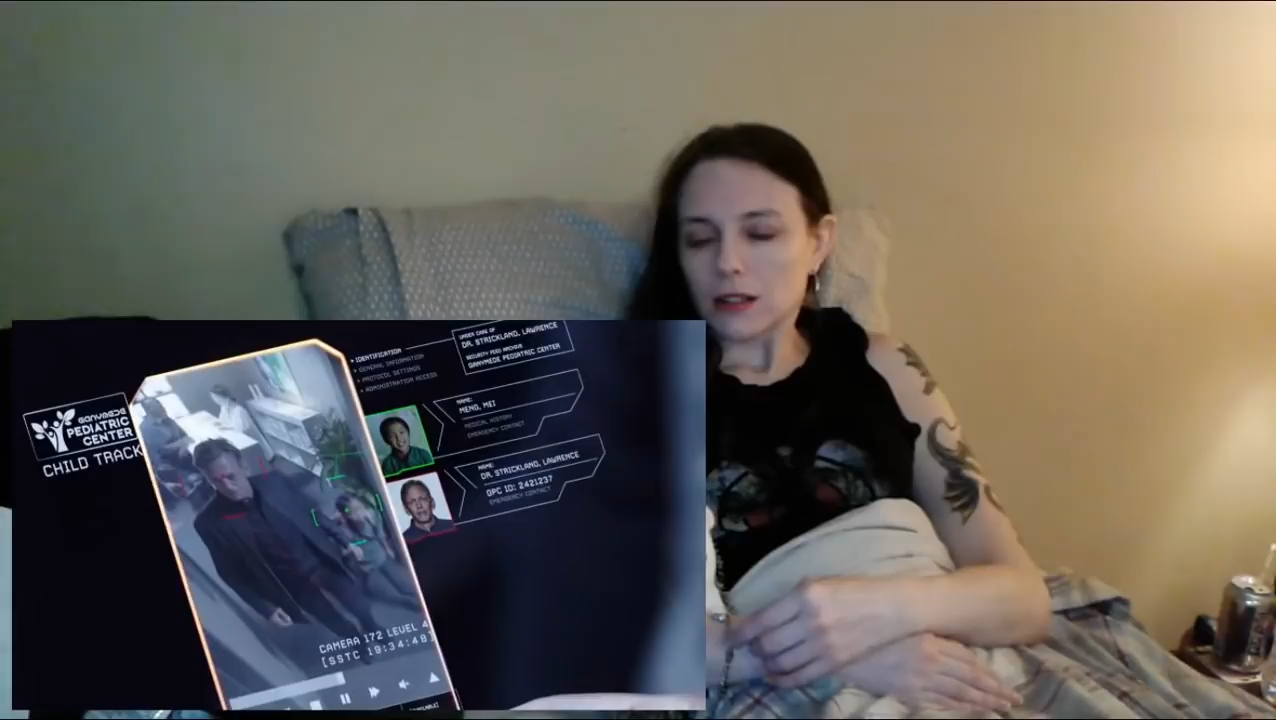 UNDER CARE OF
DR. STRICKLAND, LAWRENCE
SECURITY FEED ARCHIVE
GANYMEDE PEDIATRIC CENTER
IDENTIFICATION
GENERAL INFORMATION
PROTOCOL SETTINGS
ADMINISTRATION ACCESS
GANYMEDE
PEDIATRIC
CENTER
CHILD TRACK
NAME:
MENG, MEI
MEDICAL HISTORY
EMERGENCY CONTACT
NAME:
DR. STRICKLAND, LAWRENCE
OPC ID: 2421237
EMERGENCY CONTACT
CAMERA 172 LEVEL 4
[SSTC 19:34:49]